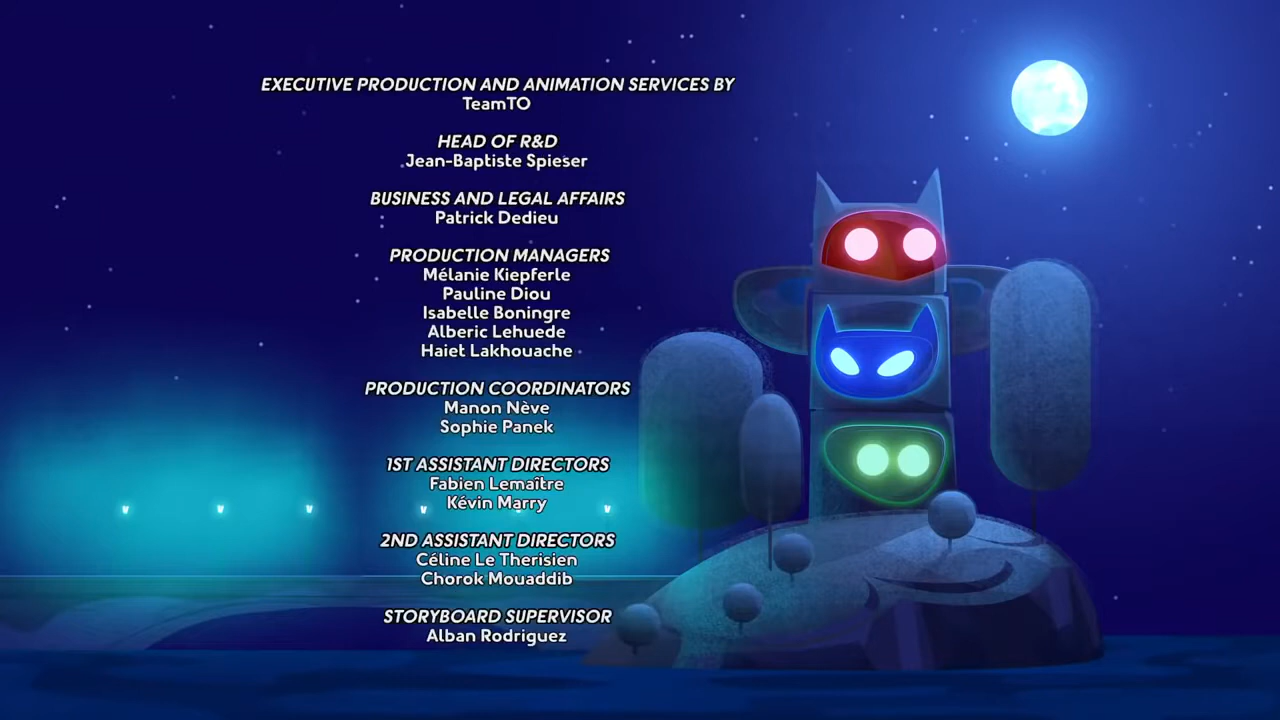 EXECUTIVE PRODUCTION AND ANIMATION SERVICES BY
TeamTO
HEAD OF R&D
Jean-Baptiste Spieser
BUSINESS AND LEGAL AFFAIRS
Patrick Dedieu
PRODUCTION MANAGERS
Mélanie Kiepferle
Pauline Diou
Isabelle Boningre
Alberic Lehuede
Haiet Lakhouache
PRODUCTION COORDINATORS
Manon Nève
Sophie Panek
1ST ASSISTANT DIRECTORS
Fabien Lemaître
Kévin Marry
2ND ASSISTANT DIRECTORS
Céline Le Therisien
Chorok Mouaddib
STORYBOARD SUPERVISOR
Alban Rodriguez